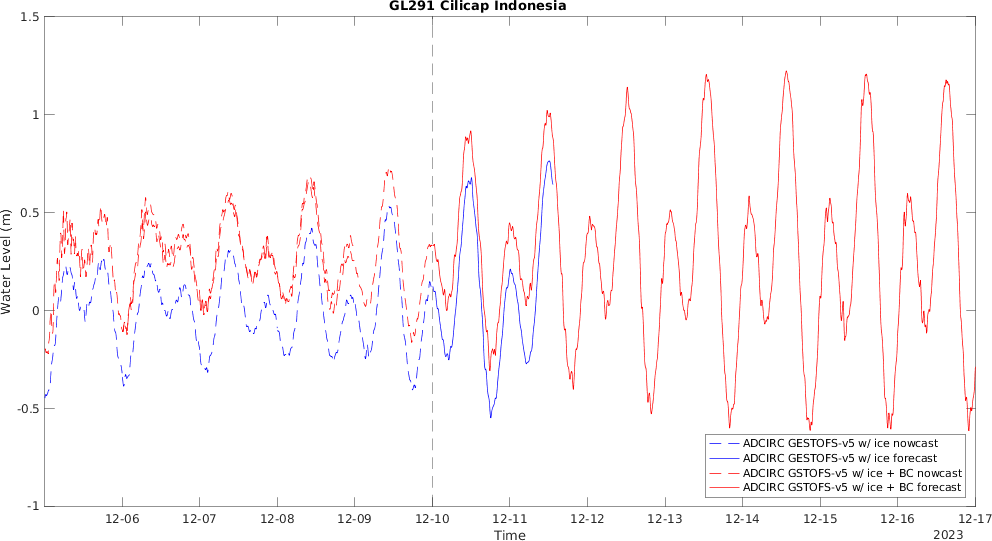 GL291 Cilicap Indonesia
1.5
1
0.5
0
-0.5
-1
Water Level (m)
ADCIRC GESTOFS-v5 w/ ice nowcast
ADCIRC GESTOFS-v5 w/ ice forecast
ADCIRC GSTOFS-v5 w/ ice + BC nowcast
ADCIRC GSTOFS-v5 w/ ice + BC forecast
12-06 12-07 12-08 12-09 12-10 12-11 12-12 12-13 12-14 12-15 12-16 12-17
Time
2023